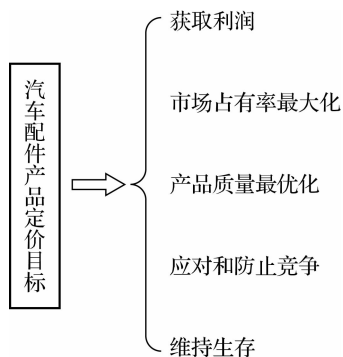 汽车配件产品定价目标
获取利润
市场占有率最大化
产品质量最优化
应对和防止竞争
维持生存